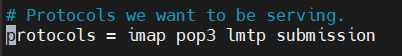 # Protocols we want to be serving.
protocols = imap pop3 lmtp submission